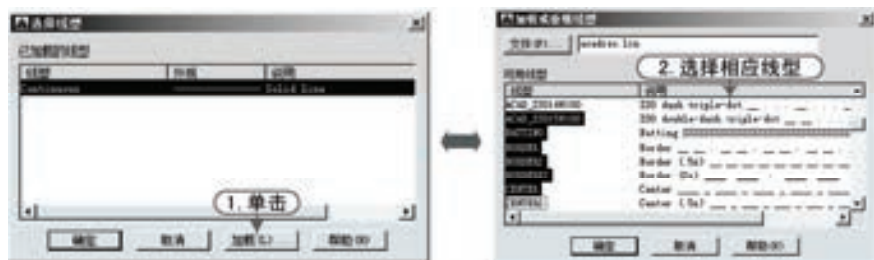 选择线型
已加载的线型
线型 外观 说明
Continuous Solid line
1.单击
确定 取消 加载(L)... 帮助(H)
加载或重载线型
文件(F)... acadiso.lin
2.选择相应线型
可用线型
线型 说明
ACAD_ISO14W100 ISO dash triple-dot
ACAD_ISO15W100 ISO double-dash triple-dot
BATTING Batting
BORDER Border
BORDER2 Border (.5x)
BORDERX2 Border (2x)
CENTER Center
CENTER2 Center (.5x)
确定 取消 帮助(H)